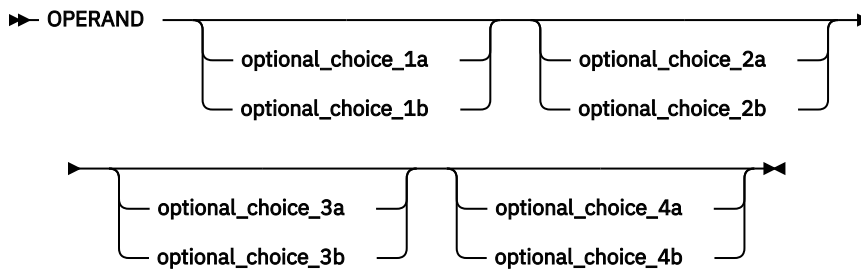 OPERAND
optional_choice_1a optional_choice_2a
optional_choice_1b optional_choice_2b
optional_choice_3a optional_choice_4a
optional_choice_3b optional_choice_4b